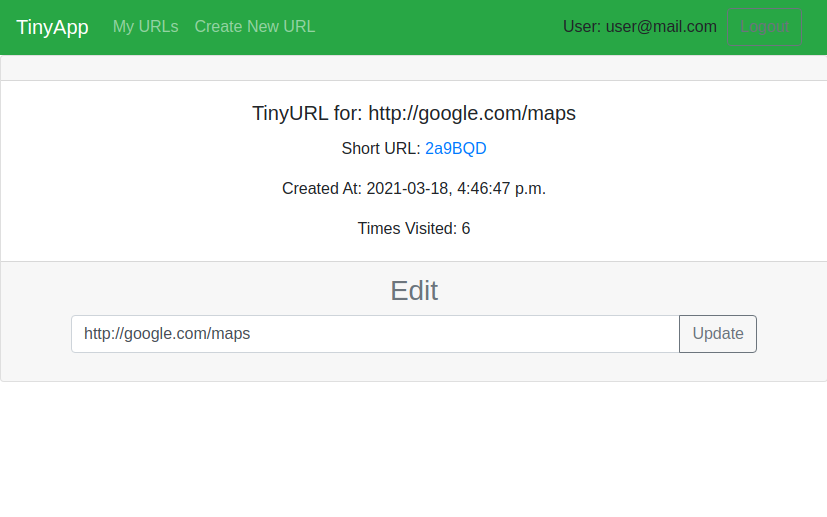 TinyApp My URLs Create New URL User: user@mail.com Logout
TinyURL for: http://google.com/maps
Short URL: 2a9BQD
Created At: 2021-03-18, 4:46:47 p.m.
Times Visited: 6
Edit
http://google.com/maps Update